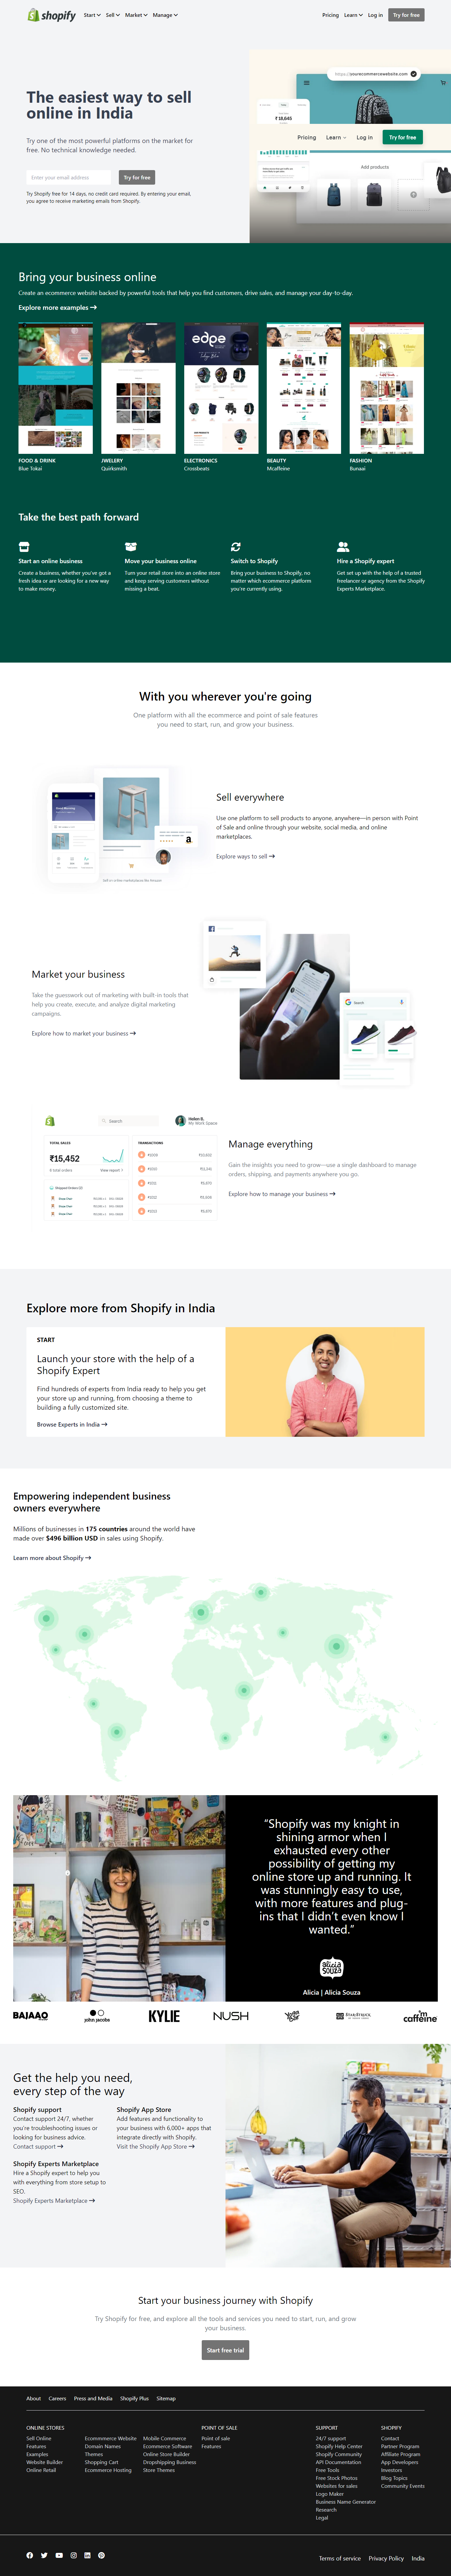 shopify
Start
Sell
Market
Manage
Pricing
Learn
Log in
Try for free
The easiest way to sell
online in India
Try one of the most powerful platforms on the market for
free. No technical knowledge needed.
Enter your email address
Try for free
Try Shopify free for 14 days, no credit card required. By entering your email,
you agree to receive marketing emails from Shopify.
https://yourecommercewebsite.com
₹ 18,645
Pricing
Learn
Log in
Try for free
Add products
Bring your business online
Create an ecommerce website backed by powerful tools that help you find customers, drive sales, and manage your day-to-day.
Explore more examples →
edpe
FOOD & DRINK
Blue Tokai
JWELERY
Quirksmith
ELECTRONICS
Crossbeats
BEAUTY
Mcaffeine
FASHION
Bunaai
Take the best path forward
Start an online business
Create a business, whether you've got a
fresh idea or are looking for a new way
to make money.
Move your business online
Turn your retail store into an online store
and keep serving customers without
missing a beat.
Switch to Shopify
Bring your business to Shopify, no
matter which ecommerce platform
you're currently using.
Hire a Shopify expert
Get set up with the help of a trusted
freelancer or agency from the Shopify
Experts Marketplace.
With you wherever you're going
One platform with all the ecommerce and point of sale features
you need to start, run, and grow your business.
Sell everywhere
Use one platform to sell products to anyone, anywhere—in person with Point
of Sale and online through your website, social media, and online
marketplaces.
Explore ways to sell →
Market your business
Take the guesswork out of marketing with built-in tools that
help you create, execute, and analyze digital marketing
campaigns.
Explore how to market your business →
Search
Search
Helen B.
My Work Space
TOTAL SALES
₹15,452
6 total orders
View report >
TRANSACTIONS
Manage everything
Gain the insights you need to grow—use a single dashboard to manage
orders, shipping, and payments anywhere you go.
Explore how to manage your business →
Explore more from Shopify in India
START
Launch your store with the help of a
Shopify Expert
Find hundreds of experts from India ready to help you get
your store up and running, from choosing a theme to
building a fully customized site.
Browse Experts in India →
Empowering independent business
owners everywhere
Millions of businesses in 175 countries around the world have
made over $496 billion USD in sales using Shopify.
Learn more about Shopify →
“Shopify was my knight in
shining armor when I
exhausted every other
possibility of getting my
online store up and running. It
was stunningly easy to use,
with more features and plug-
ins that I didn’t even know I
wanted.”
alicia
souza
Alicia | Alicia Souza
BAJAAO
john jacobs
KYLIE
NUSH
m
caffeine
Get the help you need,
every step of the way
Shopify support
Contact support 24/7, whether
you're troubleshooting issues or
looking for business advice.
Contact support →
Shopify App Store
Add features and functionality to
your business with 6,000+ apps that
integrate directly with Shopify.
Visit the Shopify App Store →
Shopify Experts Marketplace
Hire a Shopify expert to help you
with everything from store setup to
SEO.
Shopify Experts Marketplace →
Start your business journey with Shopify
Try Shopify for free, and explore all the tools and services you need to start, run, and grow
your business.
Start free trial
About
Careers
Press and Media
Shopify Plus
Sitemap
ONLINE STORES
Sell Online
Features
Examples
Website Builder
Online Retail
Ecommmerce Website
Domain Names
Themes
Shopping Cart
Ecommerce Hosting
Mobile Commerce
Ecommerce Software
Online Store Builder
Dropshipping Business
Store Themes
POINT OF SALE
Point of sale
Features
SUPPORT
24/7 support
Shopify Help Center
Shopify Community
API Documentation
Free Tools
Free Stock Photos
Websites for sales
Logo Maker
Business Name Generator
Research
Legal
SHOPIFY
Contact
Partner Program
Affiliate Program
App Developers
Investors
Blog Topics
Community Events
Terms of service
Privacy Policy
India